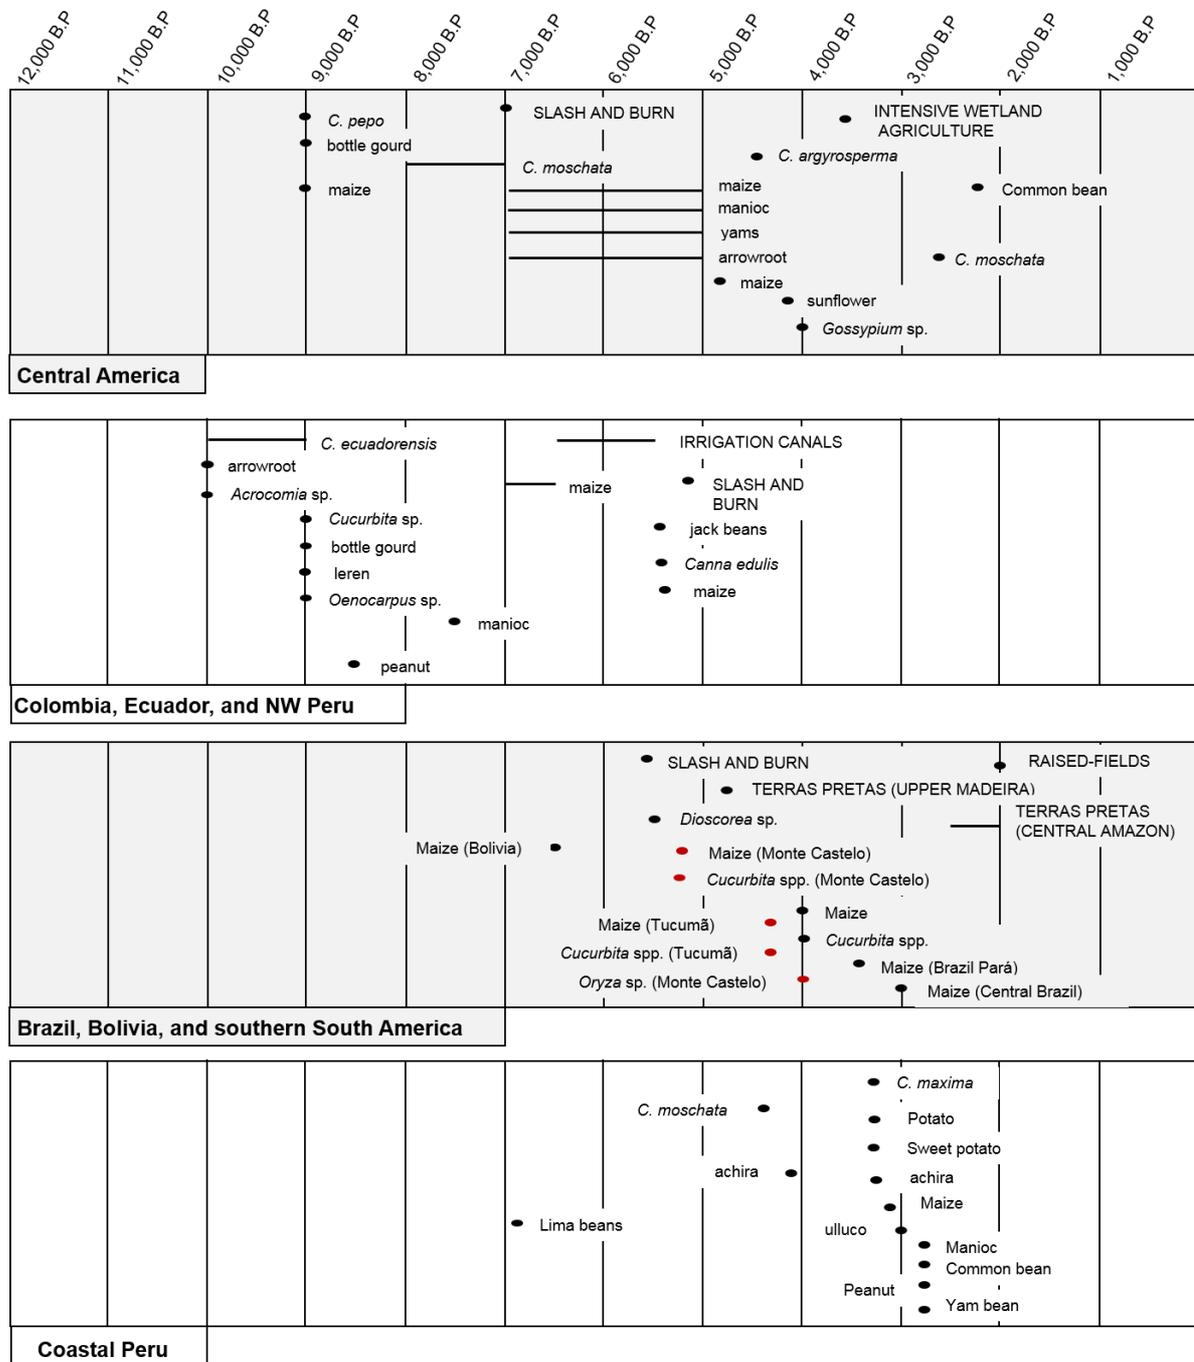 12,000 B.P
11,000 B.P
10,000 B.P
9,000 B.P
8,000 B.P
7,000 B.P
6,000 B.P
5,000 B.P
4,000 B.P
3,000 B.P
2,000 B.P
1,000 B.P
C. pepo
bottle gourd
maize
SLASH AND BURN
C. moschata
maize
manioc
yams
arrowroot
maize
sunflower
Gossypium sp.
INTENSIVE WETLAND
AGRICULTURE
C. argyrosperma
Common bean
C. moschata
Central America
C. ecuadorensis
arrowroot
Acrocomia sp.
Cucurbita sp.
bottle gourd
leren
Oenocarpus sp.
manioc
peanut
maize
IRRIGATION CANALS
SLASH AND
BURN
jack beans
Canna edulis
maize
Colombia, Ecuador, and NW Peru
SLASH AND BURN
RAISED-FIELDS
TERRAS PRETAS (UPPER MADEIRA)
TERRAS PRETAS
(CENTRAL AMAZON)
Dioscorea sp.
Maize (Bolivia)
Maize (Monte Castelo)
Cucurbita spp. (Monte Castelo)
Maize
Maize (Tucumã)
Cucurbita spp.
Cucurbita spp. (Tucumã)
Maize (Brazil Pará)
Oryza sp. (Monte Castelo)
Maize (Central Brazil)
Brazil, Bolivia, and southern South America
C. maxima
C. moschata
Potato
Sweet potato
achira
achira
Maize
Lima beans
ulluco
Manioc
Common bean
Peanut
Yam bean
Coastal Peru